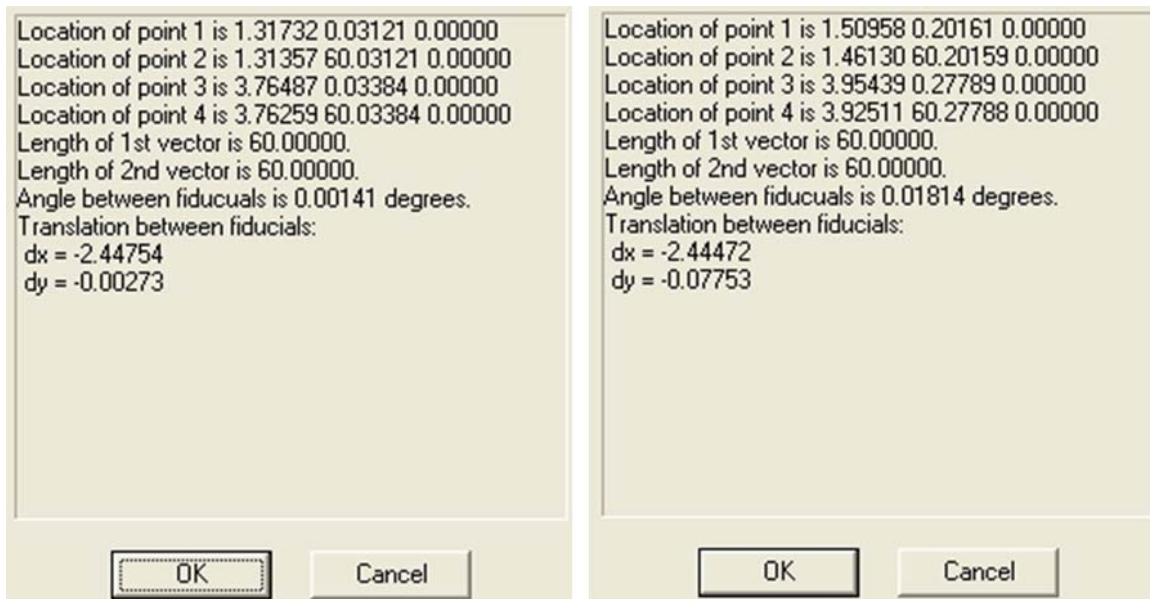 Location of point 1 is 1.31732 0.03121 0.00000
Location of point 2 is 1.31357 60.03121 0.00000
Location of point 3 is 3.76487 0.03384 0.00000
Location of point 4 is 3.76259 60.03384 0.00000
Length of 1st vector is 60.00000.
Length of 2nd vector is 60.00000.
Angle between fiducuals is 0.00141 degrees.
Translation between fiducials:
dx = -2.44754
dy = -0.00273
OK
Cancel
Location of point 1 is 1.50958 0.20161 0.00000
Location of point 2 is 1.46130 60.20159 0.00000
Location of point 3 is 3.95439 0.27789 0.00000
Location of point 4 is 3.92511 60.27788 0.00000
Length of 1st vector is 60.00000.
Length of 2nd vector is 60.00000.
Angle between fiducuals is 0.01814 degrees.
Translation between fiducials:
dx = -2.44472
dy = -0.07753
OK
Cancel